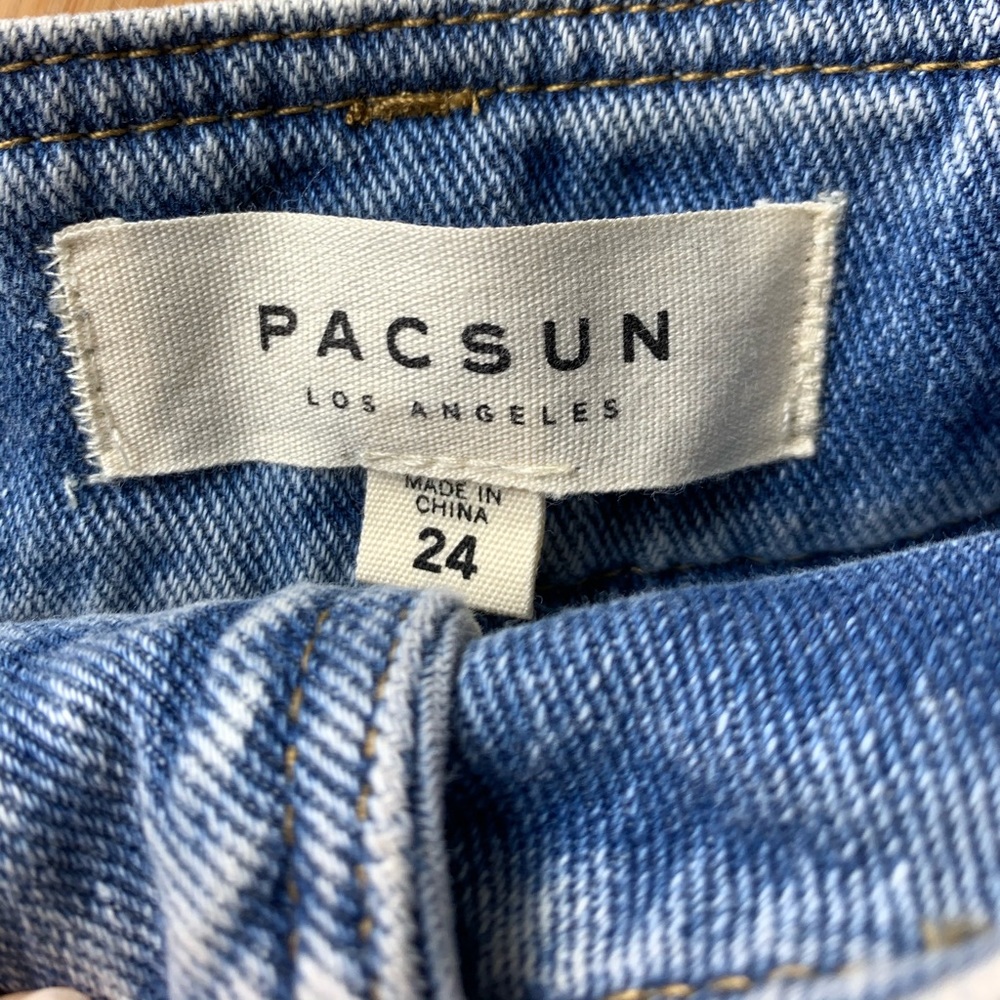 PACSUN
LOS ANGELES
MADE IN
CHINA
24